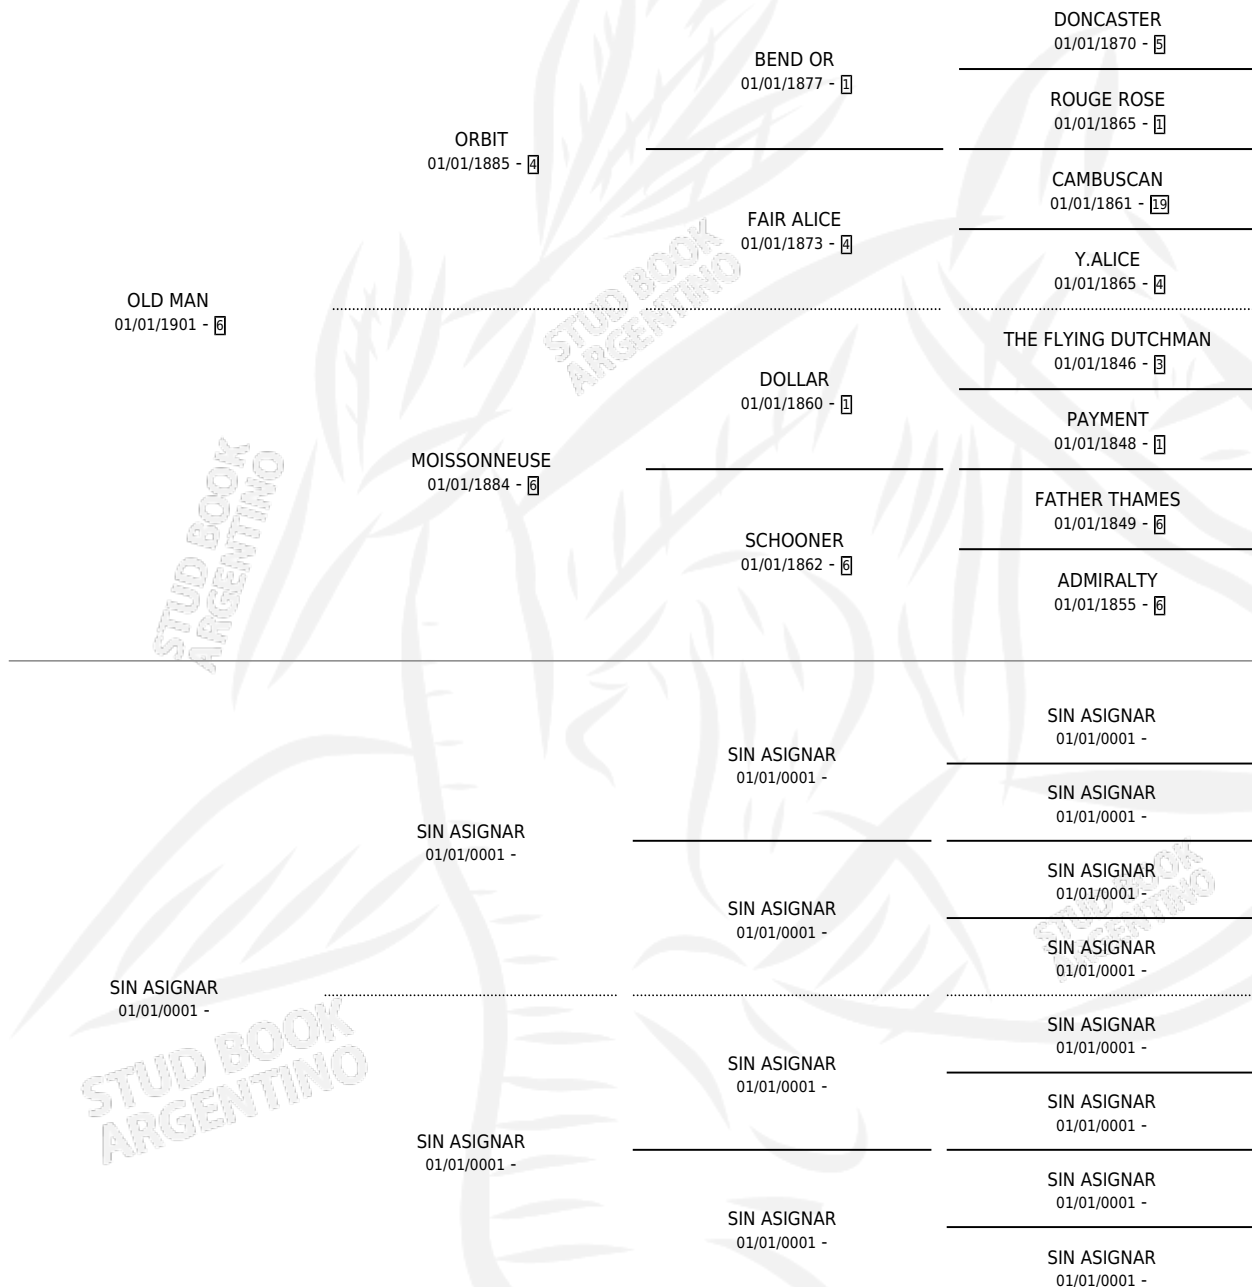 DONCASTER
01/01/1870 - 5
BEND OR
01/01/1877 - 1
ROUGE ROSE
01/01/1865 - 1
ORBIT
01/01/1885 - 4
CAMBUSCAN
01/01/1861 - 19
FAIR ALICE
01/01/1873 - 4
Y.ALICE
01/01/1865 - 4
OLD MAN
01/01/1901 - 6
THE FLYING DUTCHMAN
01/01/1846 - 3
DOLLAR
01/01/1860 - 1
PAYMENT
01/01/1848 - 1
MOISSONNEUSE
01/01/1884 - 6
FATHER THAMES
01/01/1849 - 6
SCHOONER
01/01/1862 - 6
ADMIRALTY
01/01/1855 - 6
STUD BOOK
ARGENTINO
STUD BOOK
ARGENTINO
SIN ASIGNAR
01/01/0001 -
SIN ASIGNAR
01/01/0001 -
SIN ASIGNAR
01/01/0001 -
SIN ASIGNAR
01/01/0001 -
SIN ASIGNAR
01/01/0001 -
SIN ASIGNAR
01/01/0001 -
SIN ASIGNAR
01/01/0001 -
STUD BOOK
ARGENTINO
SIN ASIGNAR
01/01/0001 -
SIN ASIGNAR
01/01/0001 -
SIN ASIGNAR
01/01/0001 -
SIN ASIGNAR
01/01/0001 -
SIN ASIGNAR
01/01/0001 -
SIN ASIGNAR
01/01/0001 -
SIN ASIGNAR
01/01/0001 -
SIN ASIGNAR
01/01/0001 -
STUD BOOK
ARGENTINO